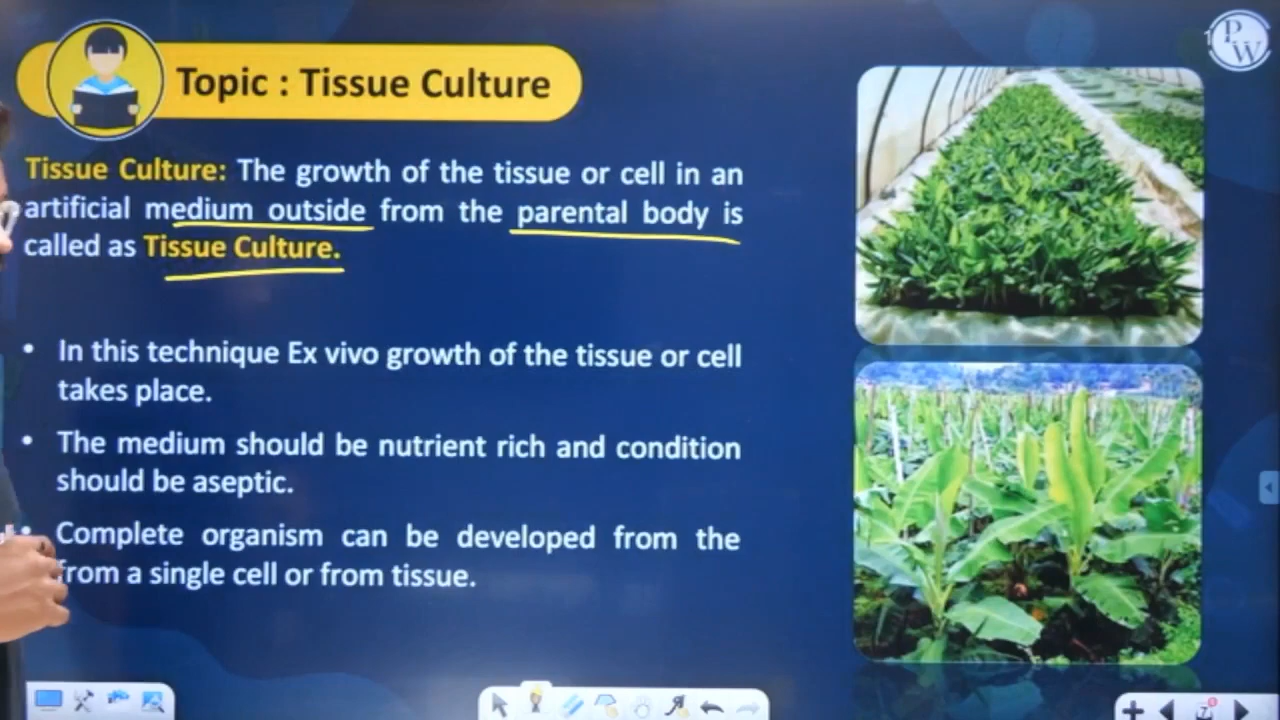 PW
Topic : Tissue Culture
Tissue Culture: The growth of the tissue or cell in an
artificial medium outside from the parental body is
called as Tissue Culture.
• In this technique Ex vivo growth of the tissue or cell
takes place.
• The medium should be nutrient rich and condition
should be aseptic.
• Complete organism can be developed from the
from a single cell or from tissue.
7